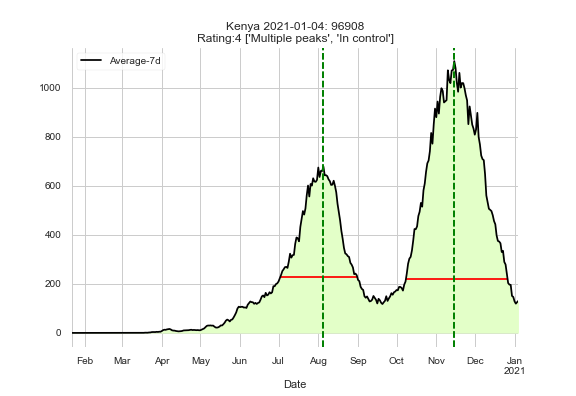 Kenya 2021-01-04: 96908
Rating:4 ['Multiple peaks', 'In control']
Average-7d
1000
800
600
400
200
0
Feb Mar Apr May Jun Jul Aug Sep Oct Nov Dec Jan
2021
Date